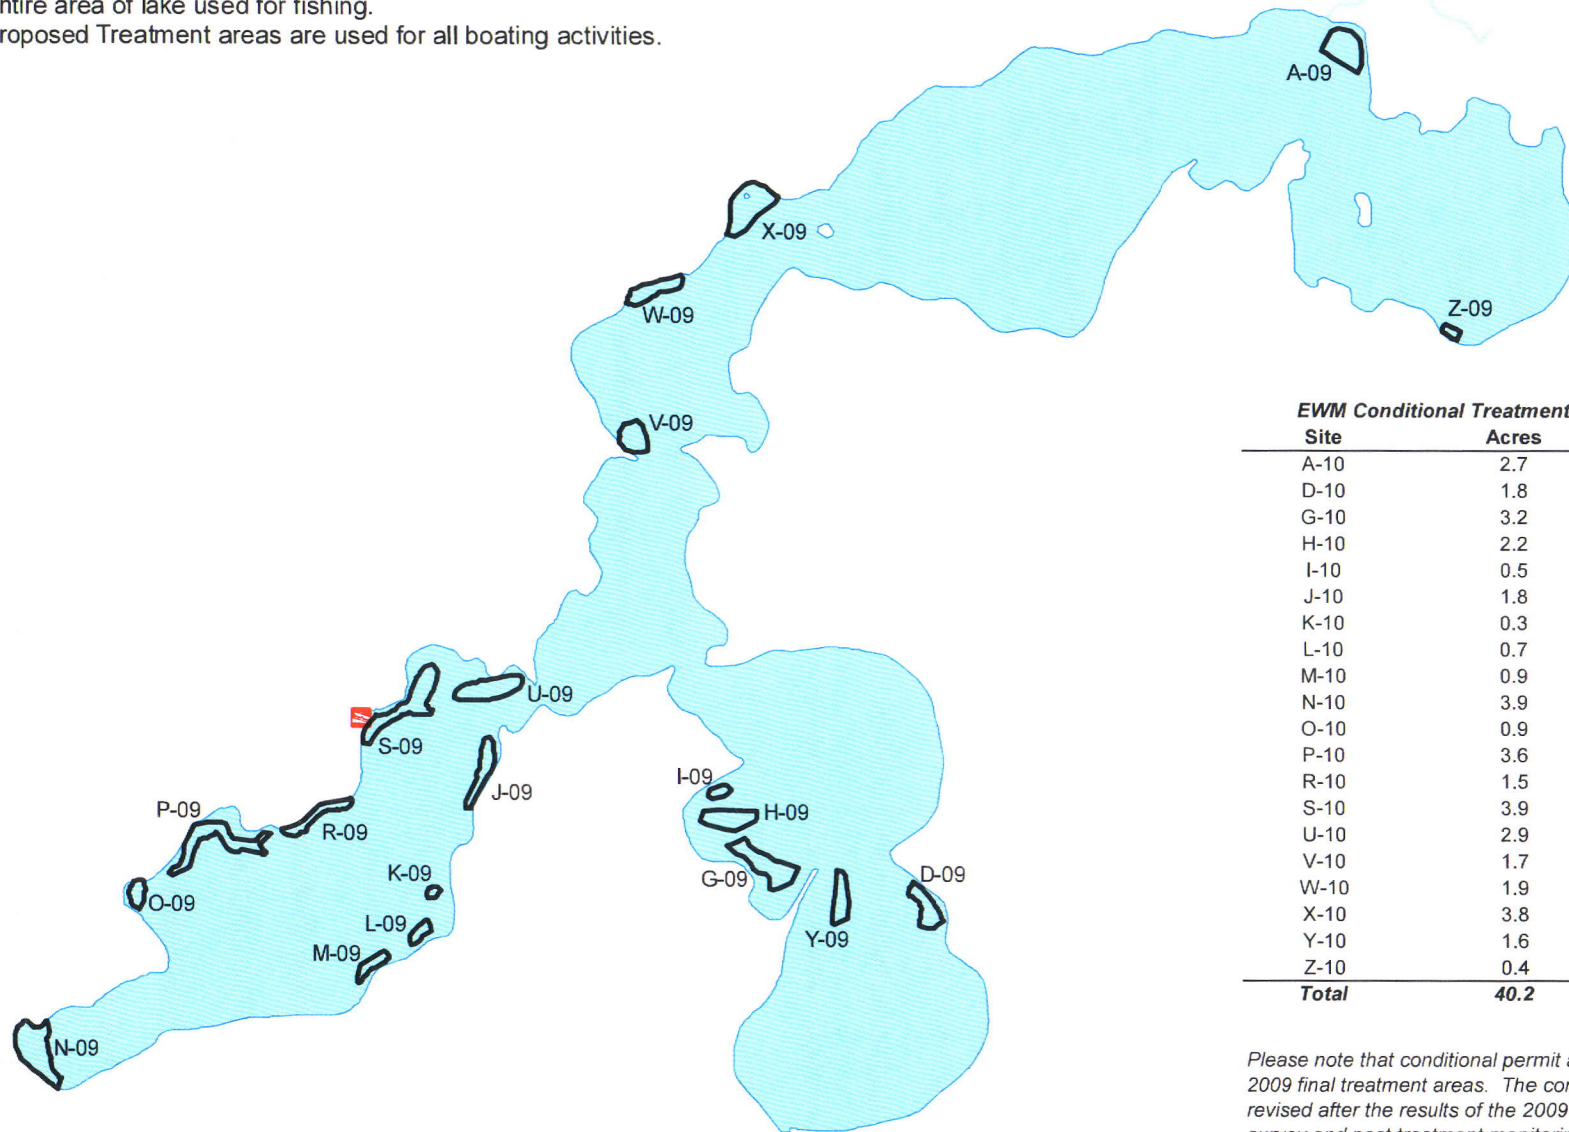 ntire area of lake used for fishing.
roposed Treatment areas are used for all boating activities.
A-09
X-09
W-09
Z-09
V-09
U-09
S-09
J-09
I-09
P-09
H-09
R-09
K-09
G-09
D-09
O-09
L-09
Y-09
M-09
N-09
EWM Conditional Treatment
Site Acres
A-10 2.7
D-10 1.8
G-10 3.2
H-10 2.2
I-10 0.5
J-10 1.8
K-10 0.3
L-10 0.7
M-10 0.9
N-10 3.9
O-10 0.9
P-10 3.6
R-10 1.5
S-10 3.9
U-10 2.9
V-10 1.7
W-10 1.9
X-10 3.8
Y-10 1.6
Z-10 0.4
Total 40.2
Please note that conditional permit a
2009 final treatment areas. The con
revised after the results of the 2009
survey and post treatment monitorin